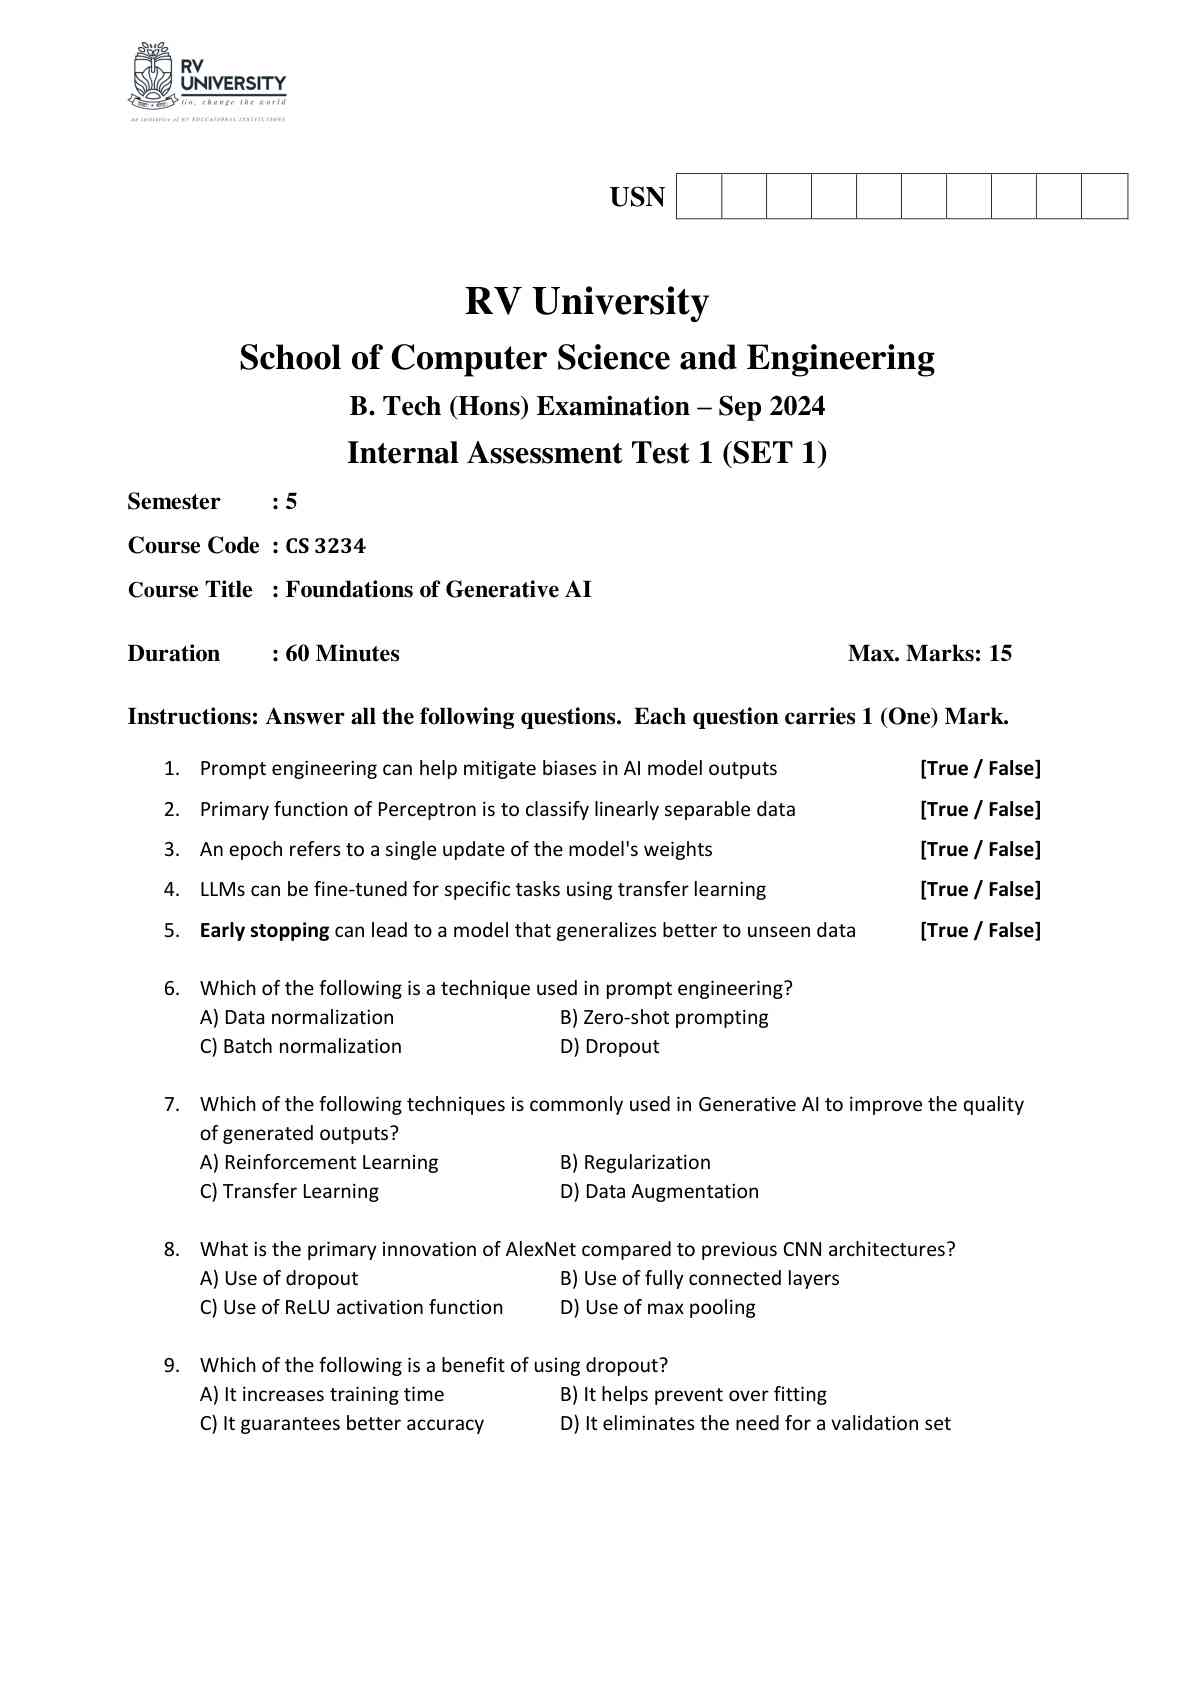 RV
UNIVERSITY
Go, change the world
an initiative of RV EDUCATIONAL INSTITUTIONS
USN
RV University
School of Computer Science and Engineering
B. Tech (Hons) Examination – Sep 2024
Internal Assessment Test 1 (SET 1)
Semester : 5
Course Code : CS 3234
Course Title : Foundations of Generative AI
Duration : 60 Minutes Max. Marks: 15
Instructions: Answer all the following questions. Each question carries 1 (One) Mark.
1. Prompt engineering can help mitigate biases in AI model outputs [True / False]
2. Primary function of Perceptron is to classify linearly separable data [True / False]
3. An epoch refers to a single update of the model's weights [True / False]
4. LLMs can be fine-tuned for specific tasks using transfer learning [True / False]
5. Early stopping can lead to a model that generalizes better to unseen data [True / False]
6. Which of the following is a technique used in prompt engineering?
A) Data normalization B) Zero-shot prompting
C) Batch normalization D) Dropout
7. Which of the following techniques is commonly used in Generative AI to improve the quality
of generated outputs?
A) Reinforcement Learning B) Regularization
C) Transfer Learning D) Data Augmentation
8. What is the primary innovation of AlexNet compared to previous CNN architectures?
A) Use of dropout B) Use of fully connected layers
C) Use of ReLU activation function D) Use of max pooling
9. Which of the following is a benefit of using dropout?
A) It increases training time B) It helps prevent over fitting
C) It guarantees better accuracy D) It eliminates the need for a validation set